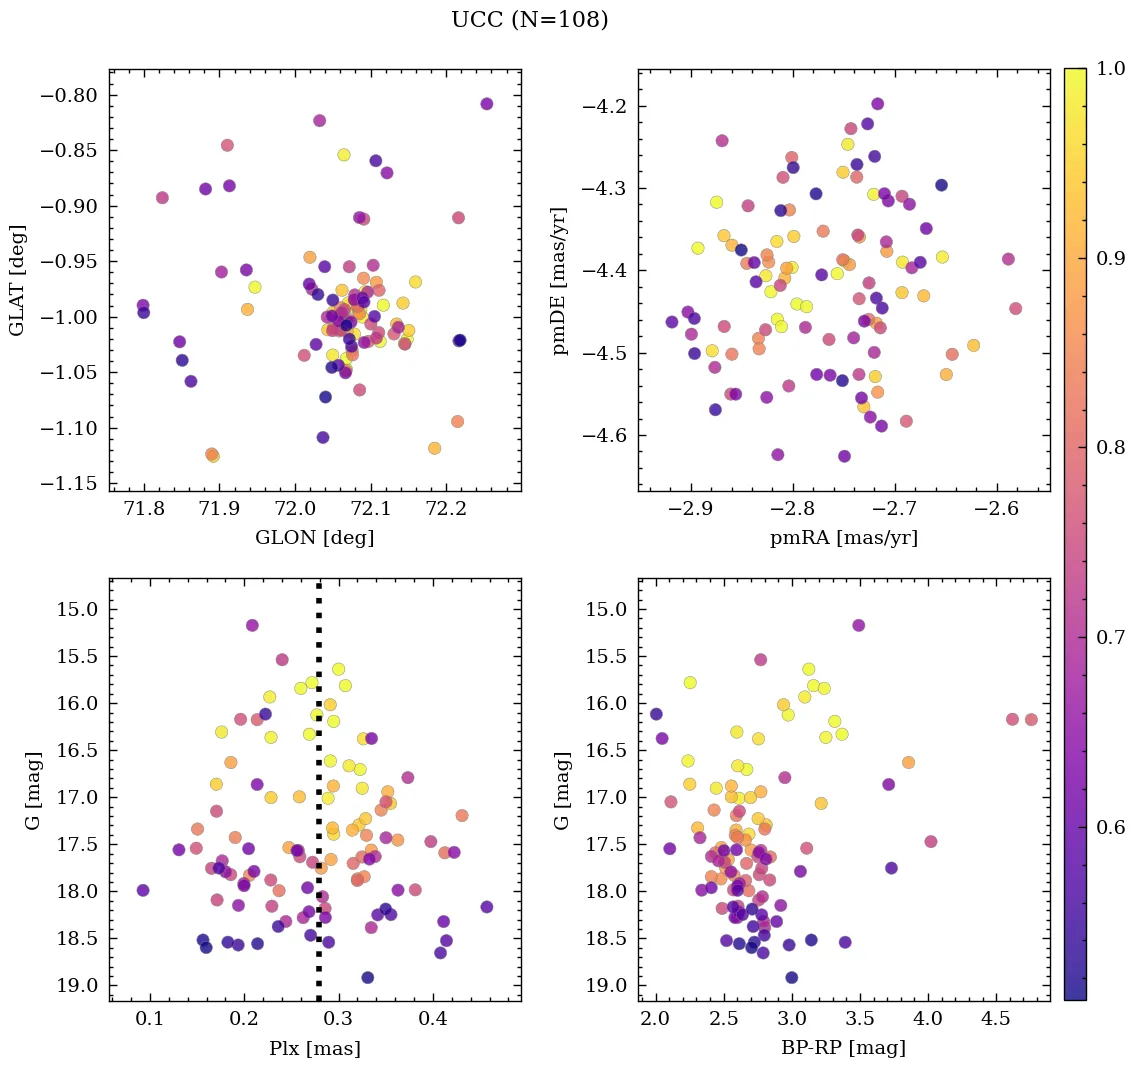 UCC (N=108)
−0.80
−0.85
−0.90
−0.95
−1.00
−1.05
−1.10
−1.15
GLAT [deg]
71.8 71.9 72.0 72.1 72.2
GLON [deg]
−4.2
−4.3
−4.4
−4.5
−4.6
pmDE [mas/yr]
−2.9 −2.8 −2.7 −2.6
pmRA [mas/yr]
1.0
0.9
0.8
0.7
0.6
15.0
15.5
16.0
16.5
17.0
17.5
18.0
18.5
19.0
G [mag]
0.1 0.2 0.3 0.4
Plx [mas]
15.0
15.5
16.0
16.5
17.0
17.5
18.0
18.5
19.0
G [mag]
2.0 2.5 3.0 3.5 4.0 4.5
BP-RP [mag]